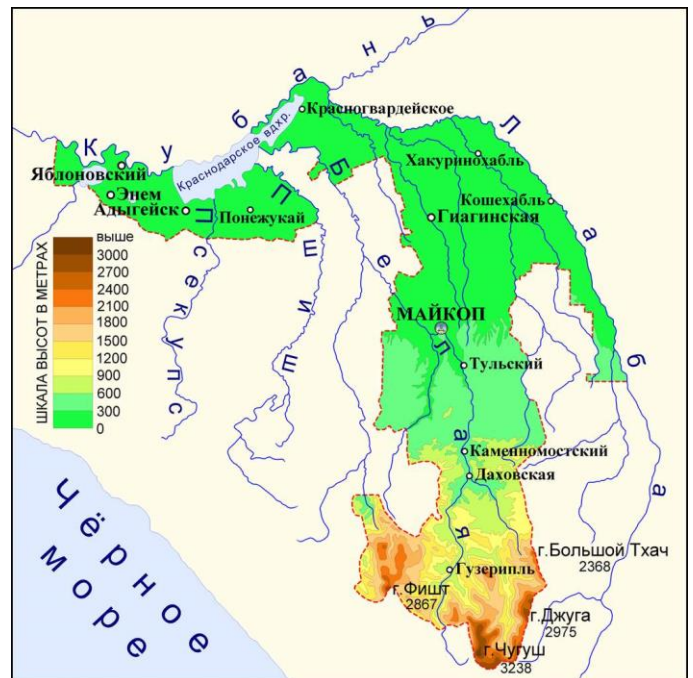 Кубань
Красногвардейское
Краснодарское вдхр.
Лаба
Хакуринохабль
Яблоновский
Энем
Адыгейск
Понежукай
Кошехабль
Гиагинская
Белая
Пшиш
Псекупс
ШКАЛА ВЫСОТ В МЕТРАХ
выше
3000
2700
2400
2100
1800
1500
1200
900
600
300
0
МАЙКОП
Тульский
Каменномостский
Даховская
Чёрное
море
г.Большой Тхач
2368
Гузерипль
г.Фишт
2867
г.Джуга
2975
г.Чугуш
3238